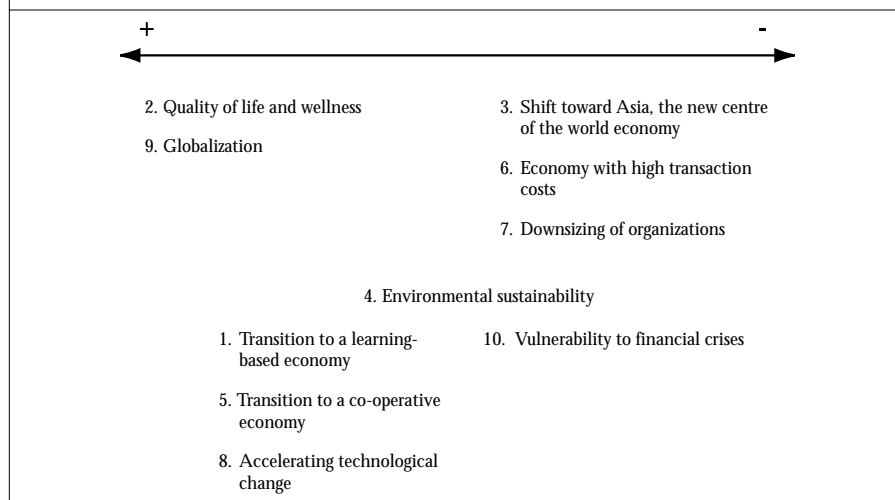 + -
2. Quality of life and wellness
9. Globalization
3. Shift toward Asia, the new centre
of the world economy
6. Economy with high transaction
costs
7. Downsizing of organizations
4. Environmental sustainability
1. Transition to a learning-
based economy
5. Transition to a co-operative
economy
8. Accelerating technological
change
10. Vulnerability to financial crises